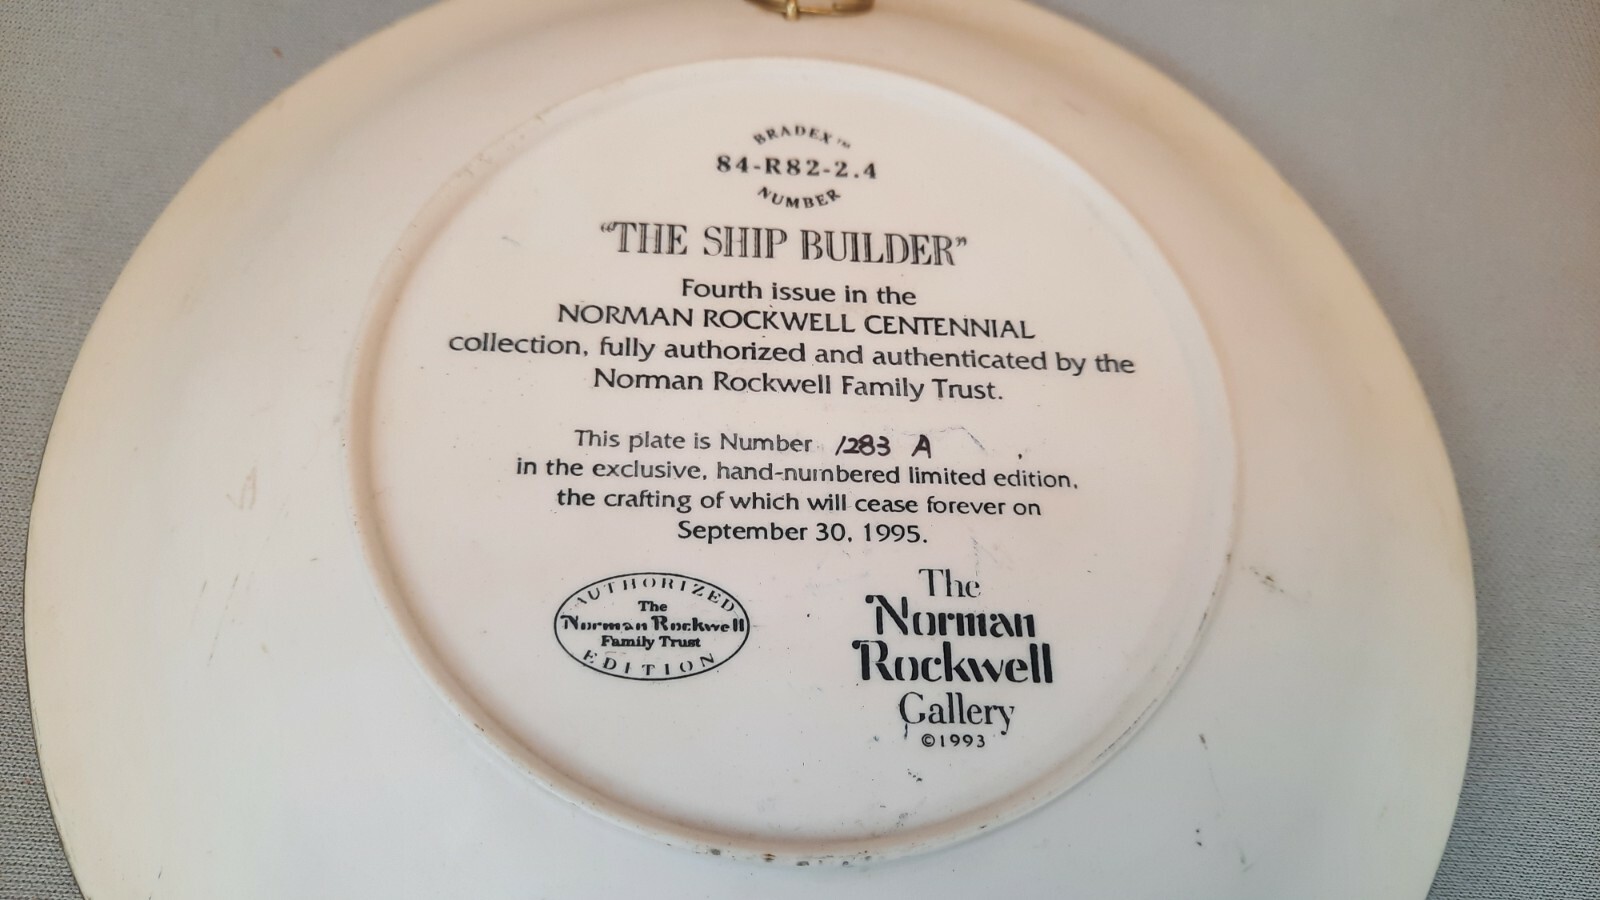 BRADEX™
84-R82-2.4
NUMBER
“THE SHIP BUILDER”
Fourth issue in the
NORMAN ROCKWELL CENTENNIAL
collection, fully authorized and authenticated by the
Norman Rockwell Family Trust.
This plate is Number 1283 A
in the exclusive, hand-numbered limited edition,
the crafting of which will cease forever on
September 30, 1995.
AUTHORIZED
The
Norman Rockwell
Family Trust
EDITION
The
Norman
Rockwell
Gallery
©1993